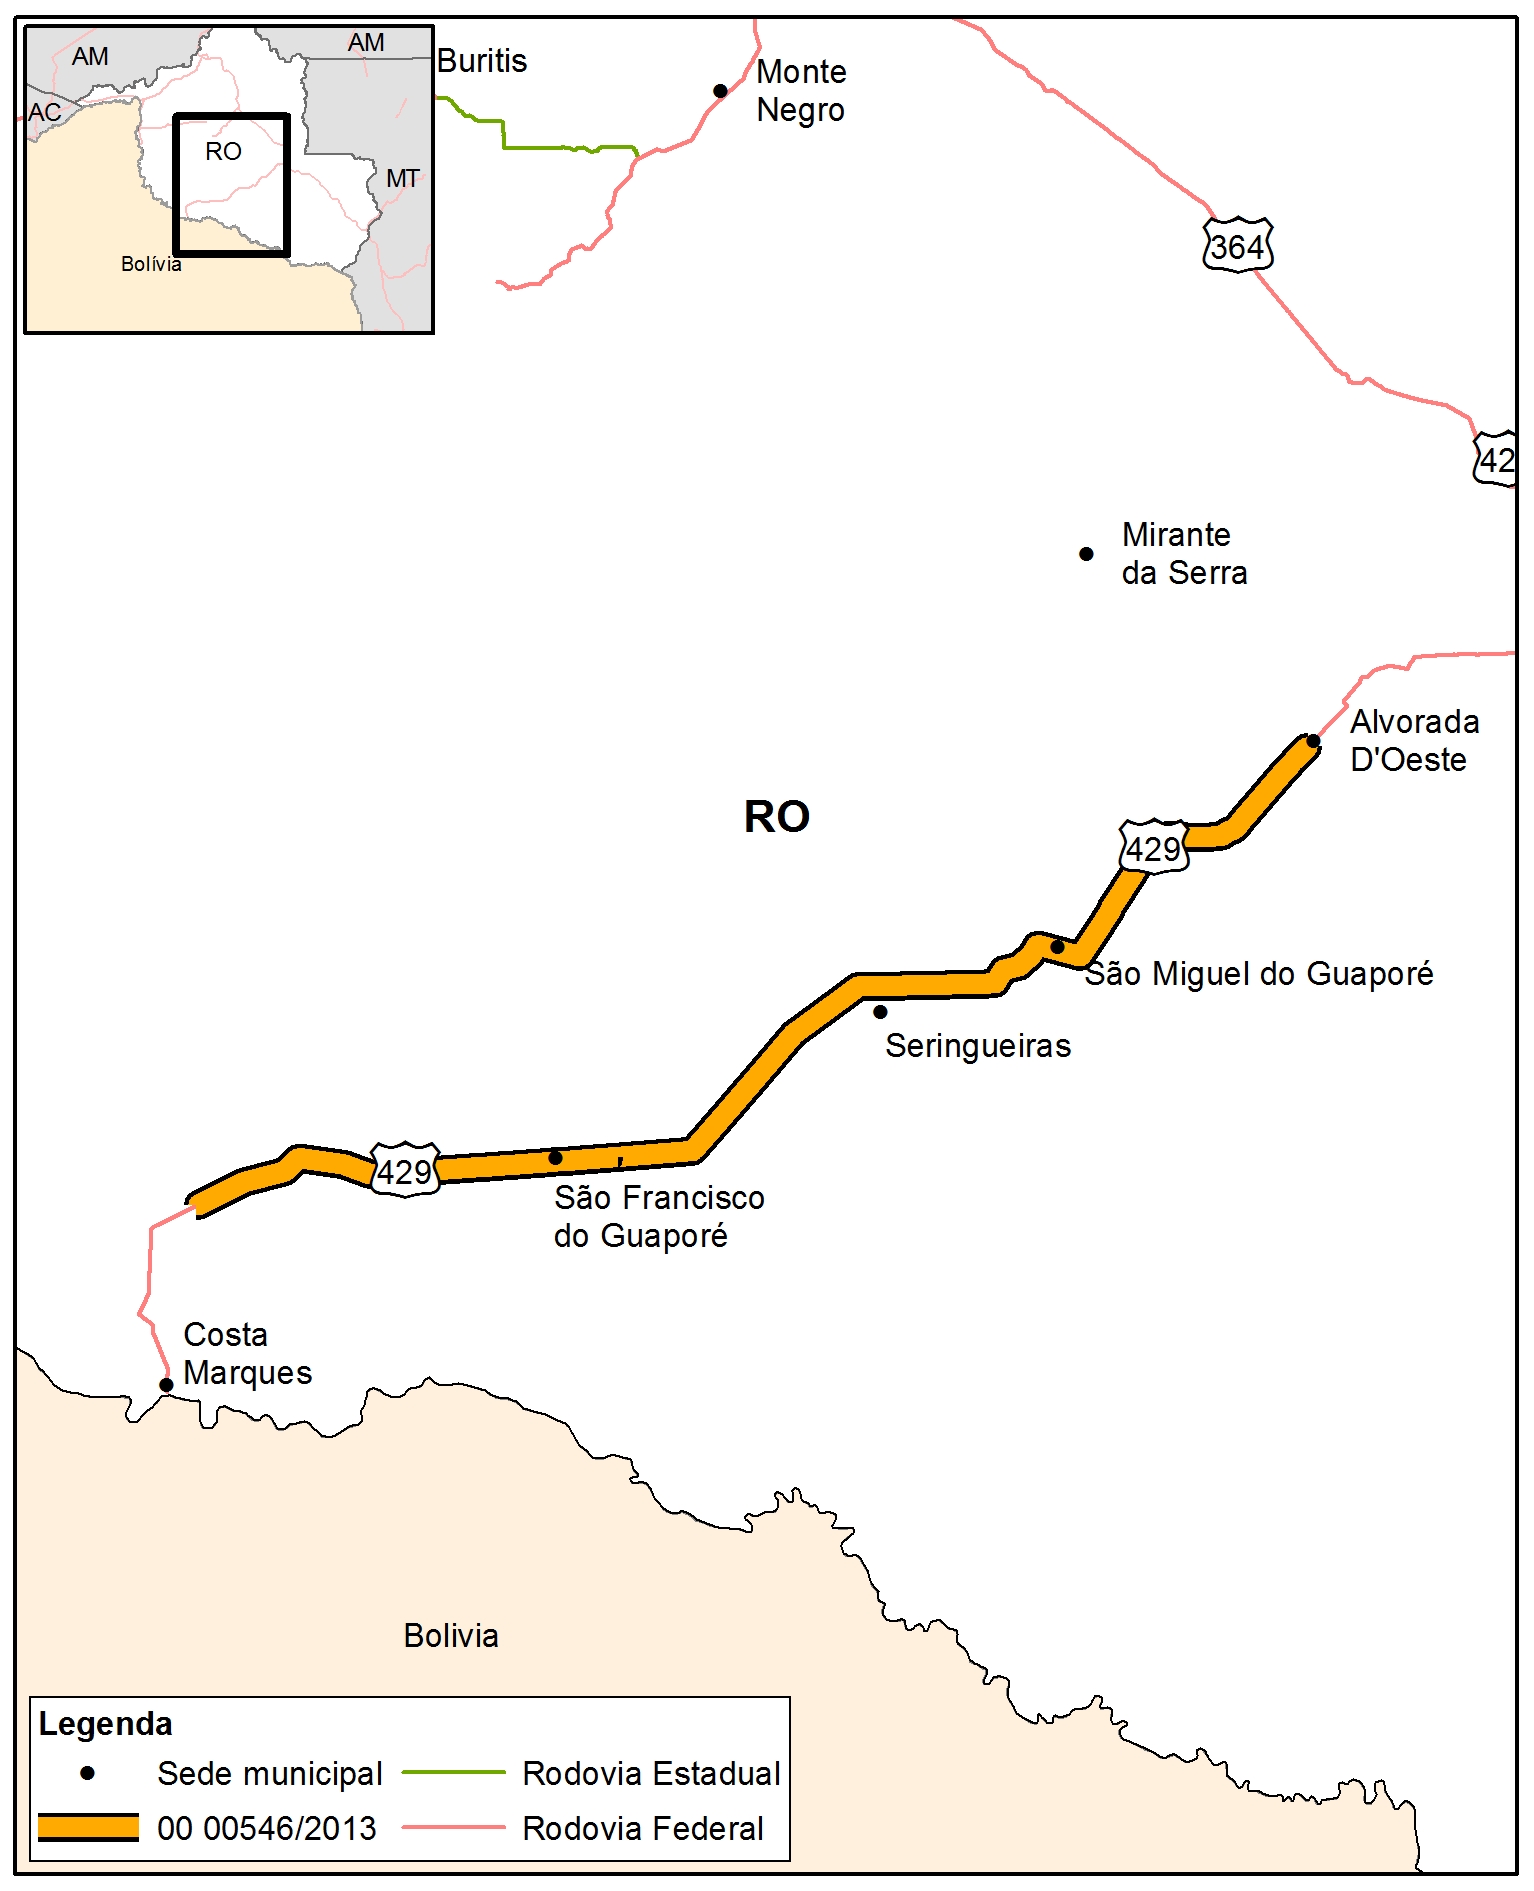 AM
AM
AC
RO
MT
Bolívia
Buritis
Monte
Negro
364
42
Mirante
da Serra
Alvorada
D'Oeste
RO
429
São Miguel do Guaporé
Seringueiras
429
São Francisco
do Guaporé
Costa
Marques
Bolivia
Legenda
Sede municipal
Rodovia Estadual
00 00546/2013
Rodovia Federal